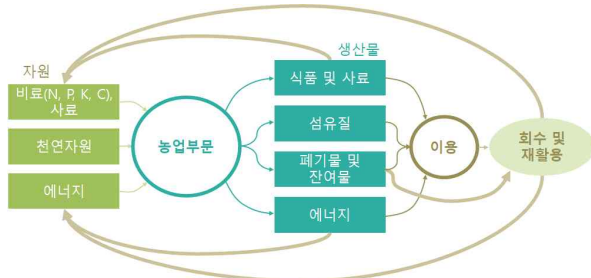 자원
비료(N, P, K, C),
사료
천연자원
에너지
농업부문
생산물
식품 및 사료
섬유질
폐기물 및
잔여물
에너지
이용
회수 및
재활용